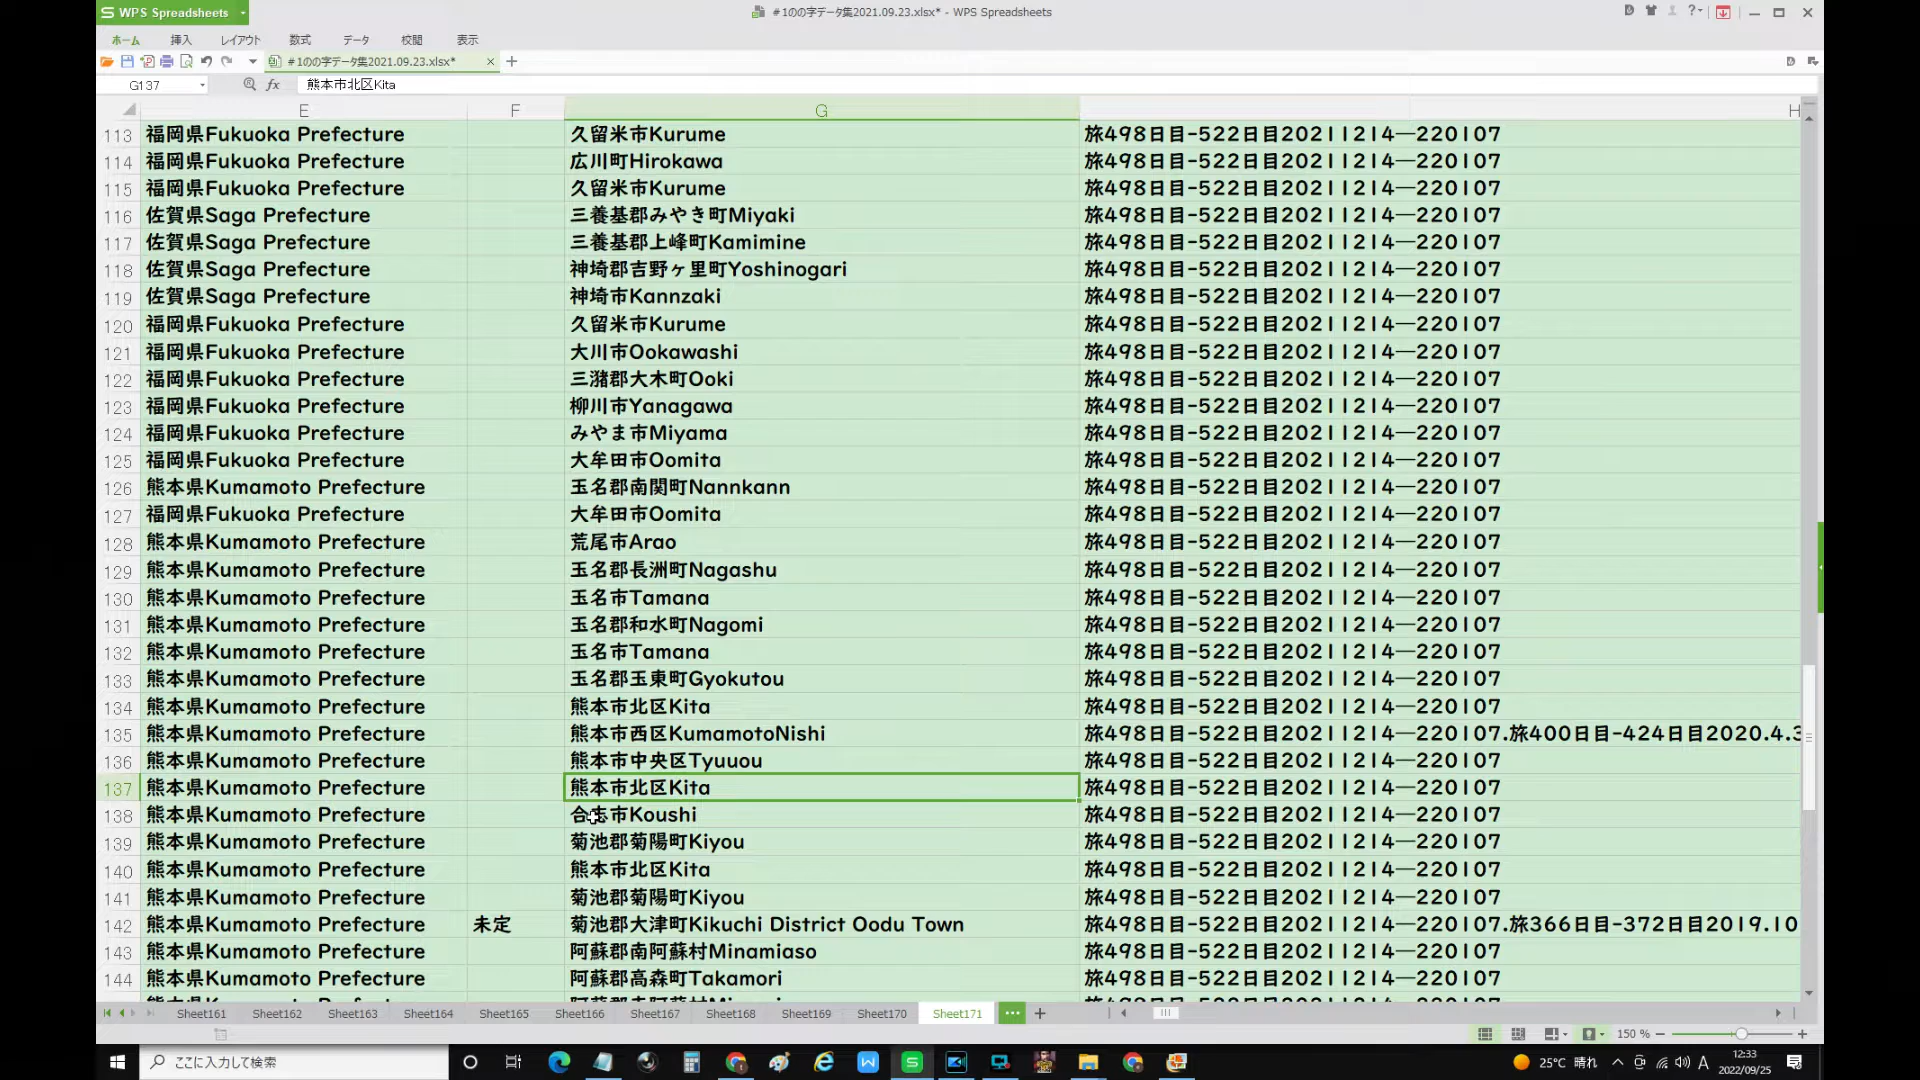 WPS Spreadsheets
#1のの字データ集2021.09.23.xlsx* - WPS Spreadsheets
ホーム 挿入 レイアウト 数式 データ 校閲 表示
#1のの字データ集2021.09.23.xlsx*
G137 fx 熊本市北区Kita
E F G H
113 福岡県Fukuoka Prefecture 久留米市Kurume 旅498日目-522日目20211214—220107
114 福岡県Fukuoka Prefecture 広川町Hirokawa 旅498日目-522日目20211214—220107
115 福岡県Fukuoka Prefecture 久留米市Kurume 旅498日目-522日目20211214—220107
116 佐賀県Saga Prefecture 三養基郡みやき町Miyaki 旅498日目-522日目20211214—220107
117 佐賀県Saga Prefecture 三養基郡上峰町Kamimine 旅498日目-522日目20211214—220107
118 佐賀県Saga Prefecture 神埼郡吉野ヶ里町Yoshinogari 旅498日目-522日目20211214—220107
119 佐賀県Saga Prefecture 神埼市Kannzaki 旅498日目-522日目20211214—220107
120 福岡県Fukuoka Prefecture 久留米市Kurume 旅498日目-522日目20211214—220107
121 福岡県Fukuoka Prefecture 大川市Ookawashi 旅498日目-522日目20211214—220107
122 福岡県Fukuoka Prefecture 三潴郡大木町Ooki 旅498日目-522日目20211214—220107
123 福岡県Fukuoka Prefecture 柳川市Yanagawa 旅498日目-522日目20211214—220107
124 福岡県Fukuoka Prefecture みやま市Miyama 旅498日目-522日目20211214—220107
125 福岡県Fukuoka Prefecture 大牟田市Oomita 旅498日目-522日目20211214—220107
126 熊本県Kumamoto Prefecture 玉名郡南関町Nannkann 旅498日目-522日目20211214—220107
127 福岡県Fukuoka Prefecture 大牟田市Oomita 旅498日目-522日目20211214—220107
128 熊本県Kumamoto Prefecture 荒尾市Arao 旅498日目-522日目20211214—220107
129 熊本県Kumamoto Prefecture 玉名郡長洲町Nagashu 旅498日目-522日目20211214—220107
130 熊本県Kumamoto Prefecture 玉名市Tamana 旅498日目-522日目20211214—220107
131 熊本県Kumamoto Prefecture 玉名郡和水町Nagomi 旅498日目-522日目20211214—220107
132 熊本県Kumamoto Prefecture 玉名市Tamana 旅498日目-522日目20211214—220107
133 熊本県Kumamoto Prefecture 玉名郡玉東町Gyokutou 旅498日目-522日目20211214—220107
134 熊本県Kumamoto Prefecture 熊本市北区Kita 旅498日目-522日目20211214—220107
135 熊本県Kumamoto Prefecture 熊本市西区KumamotoNishi 旅498日目-522日目20211214—220107.旅400日目-424日目2020.4.3
136 熊本県Kumamoto Prefecture 熊本市中央区Tyuuou 旅498日目-522日目20211214—220107
137 熊本県Kumamoto Prefecture 熊本市北区Kita 旅498日目-522日目20211214—220107
138 熊本県Kumamoto Prefecture 合志市Koushi 旅498日目-522日目20211214—220107
139 熊本県Kumamoto Prefecture 菊池郡菊陽町Kiyou 旅498日目-522日目20211214—220107
140 熊本県Kumamoto Prefecture 熊本市北区Kita 旅498日目-522日目20211214—220107
141 熊本県Kumamoto Prefecture 菊池郡菊陽町Kiyou 旅498日目-522日目20211214—220107
142 熊本県Kumamoto Prefecture 未定 菊池郡大津町Kikuchi District Oodu Town 旅498日目-522日目20211214—220107.旅366日目-372日目2019.10
143 熊本県Kumamoto Prefecture 阿蘇郡南阿蘇村Minamiaso 旅498日目-522日目20211214—220107
144 熊本県Kumamoto Prefecture 阿蘇郡高森町Takamori 旅498日目-522日目20211214—220107
Sheet161 Sheet162 Sheet163 Sheet164 Sheet165 Sheet166 Sheet167 Sheet168 Sheet169 Sheet170 Sheet171
150 %
ここに入力して検索
25°C 晴れ A 12:33
2022/09/25